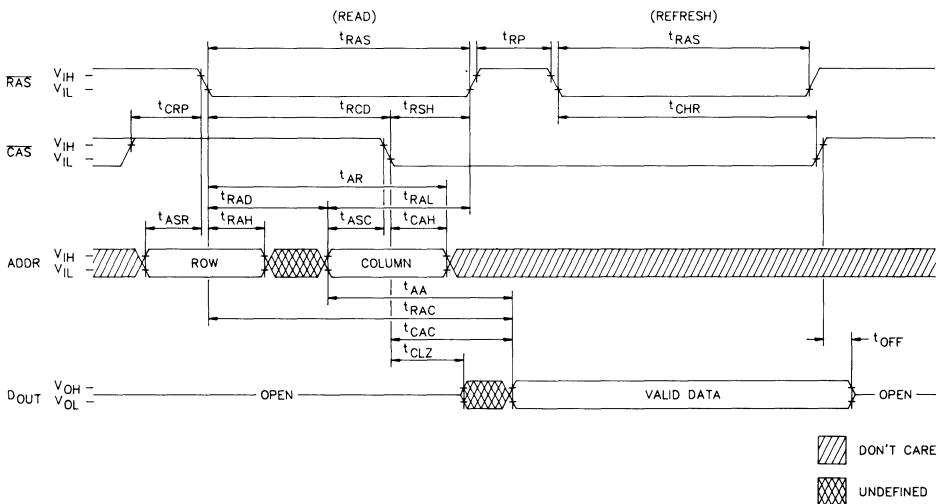 (READ) (REFRESH)
tRAS tRP tRAS
RAS VIH
VIL
tCRP tRCD tRSH tCHR
CAS VIH
VIL
tAR
tRAD tRAL
tASR tRAH tASC tCAH
ADDR VIH
VIL
ROW COLUMN
tAA
tRAC
tCAC
tCLZ tOFF
DOUT VOH
VOL
OPEN VALID DATA OPEN
DON'T CARE
UNDEFINED